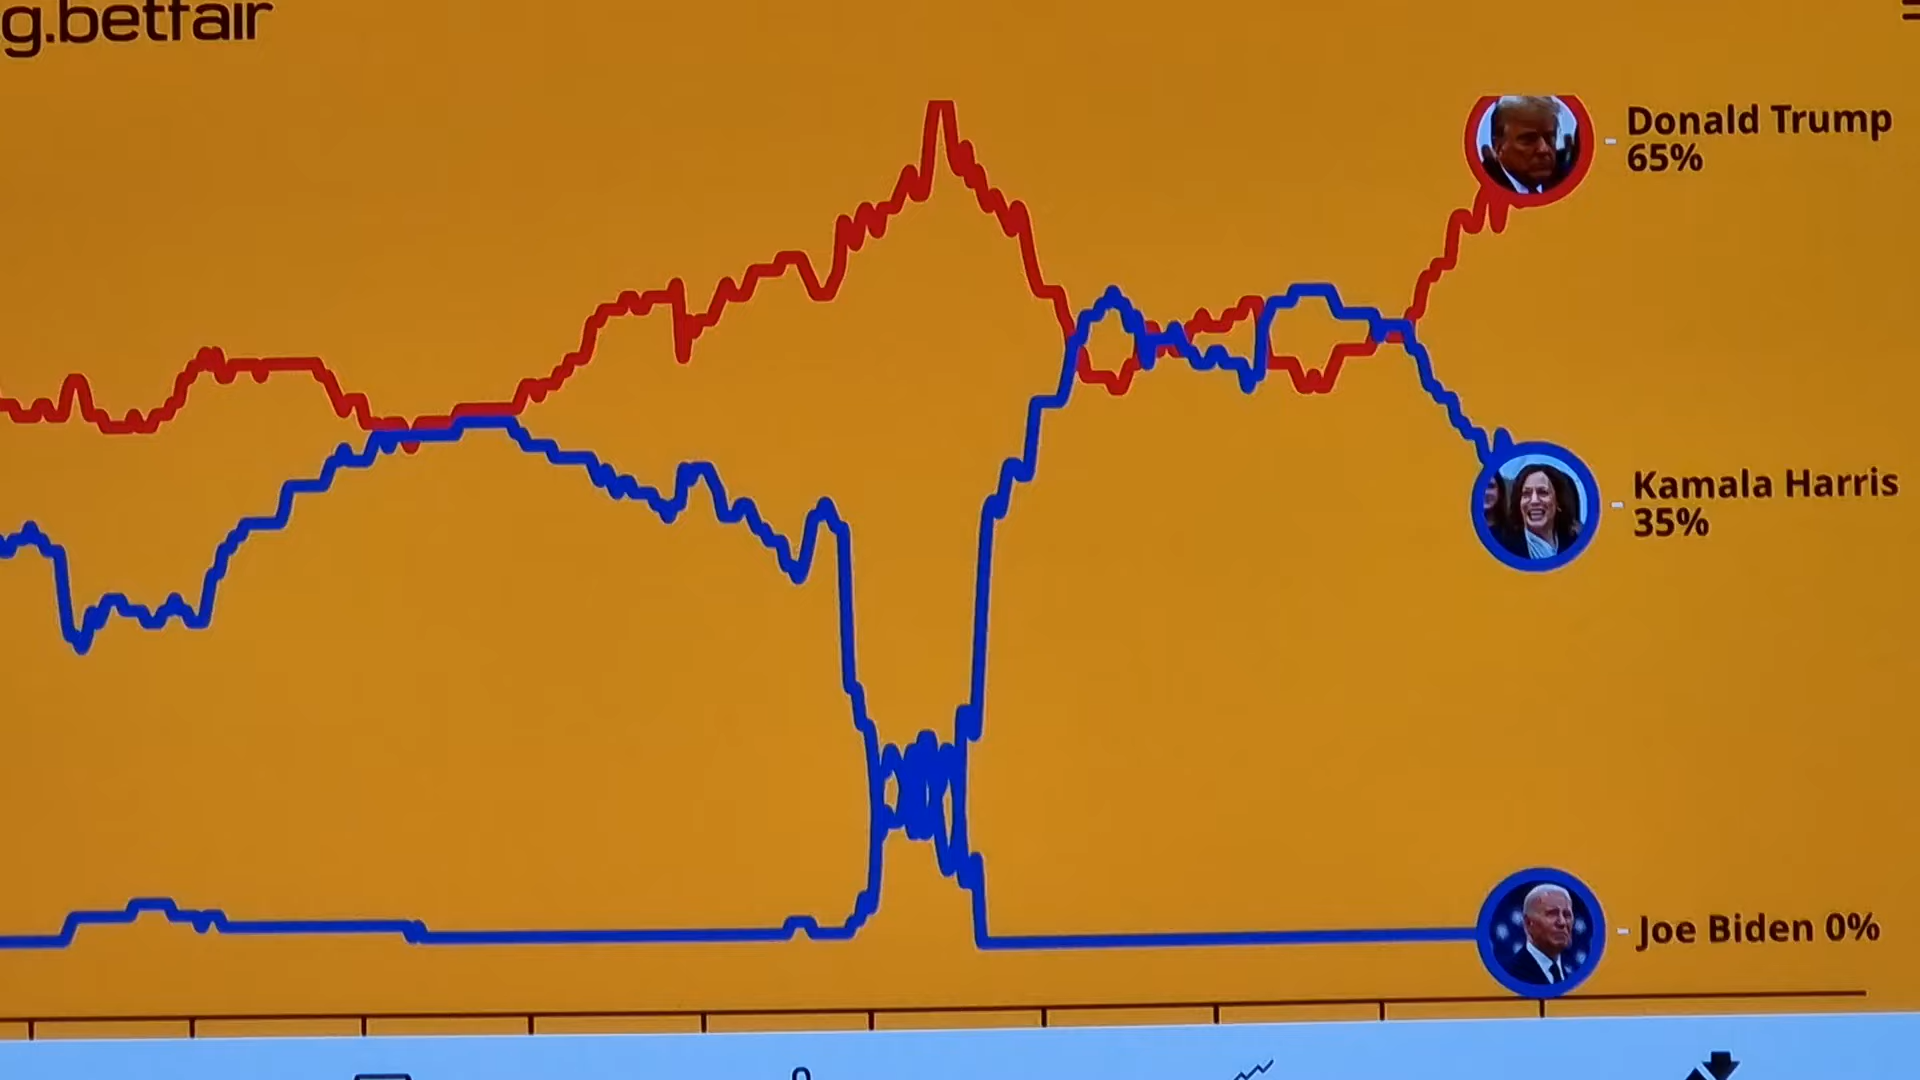 g.betfair
Donald Trump
65%
Kamala Harris
35%
Joe Biden 0%